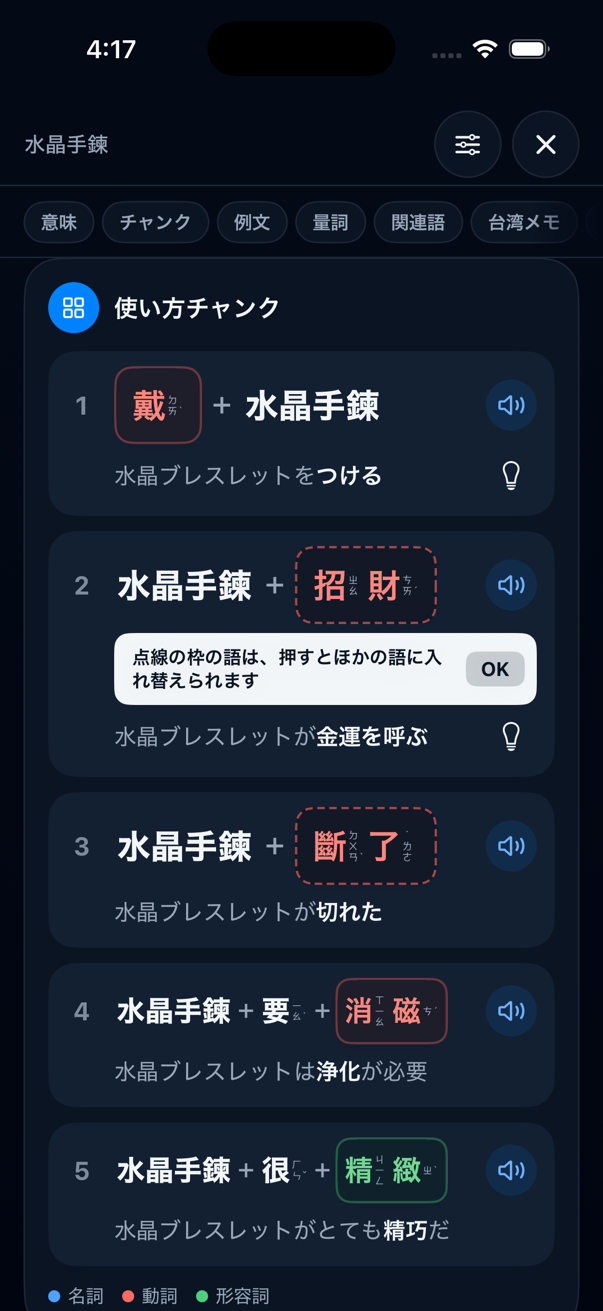 4:17
水晶手鍊
意味 チャンク 例文 量詞 関連語 台湾メモ
使い方チャンク
1 戴ㄉㄞˋ + 水晶手鍊
水晶ブレスレットをつける
2 水晶手鍊 + 招ㄓㄠ 財ㄘㄞˊ
点線の枠の語は、押すとほかの語に入
れ替えられます
OK
水晶ブレスレットが金運を呼ぶ
3 水晶手鍊 + 斷ㄉㄨㄢˋ 了˙ㄌㄜ
水晶ブレスレットが切れた
4 水晶手鍊 + 要ㄧㄠˋ + 消ㄒㄧㄠ 磁ㄘˊ
水晶ブレスレットは浄化が必要
5 水晶手鍊 + 很ㄏㄣˇ + 精ㄐㄧㄥ 緻ㄓˋ
水晶ブレスレットがとても精巧だ
名詞 動詞 形容詞